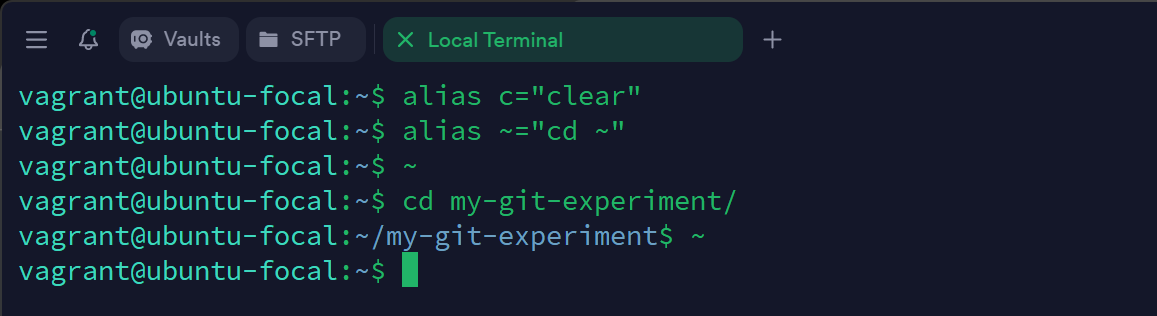 Vaults SFTP Local Terminal
vagrant@ubuntu-focal:~$ alias c="clear"
vagrant@ubuntu-focal:~$ alias ~="cd ~"
vagrant@ubuntu-focal:~$ ~
vagrant@ubuntu-focal:~$ cd my-git-experiment/
vagrant@ubuntu-focal:~/my-git-experiment$ ~
vagrant@ubuntu-focal:~$